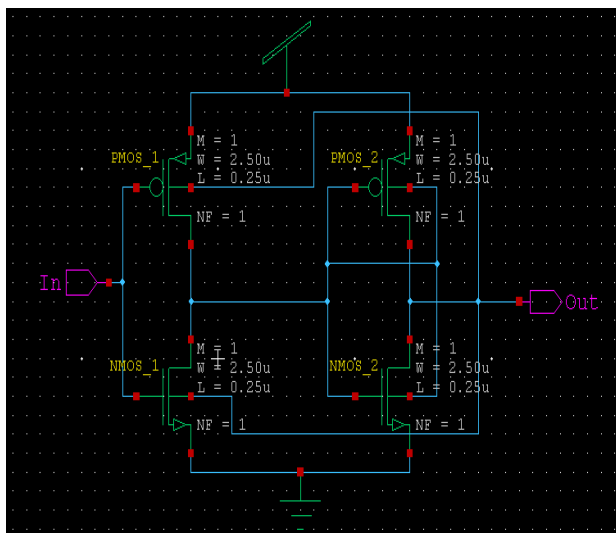 M = 1
PMOS_1
W = 2.50u
L = 0.25u
NF = 1
M = 1
PMOS_2
W = 2.50u
L = 0.25u
NF = 1
In
Out
M = 1
NMOS_1
W = 2.50u
L = 0.25u
NF = 1
M = 1
NMOS_2
W = 2.50u
L = 0.25u
NF = 1